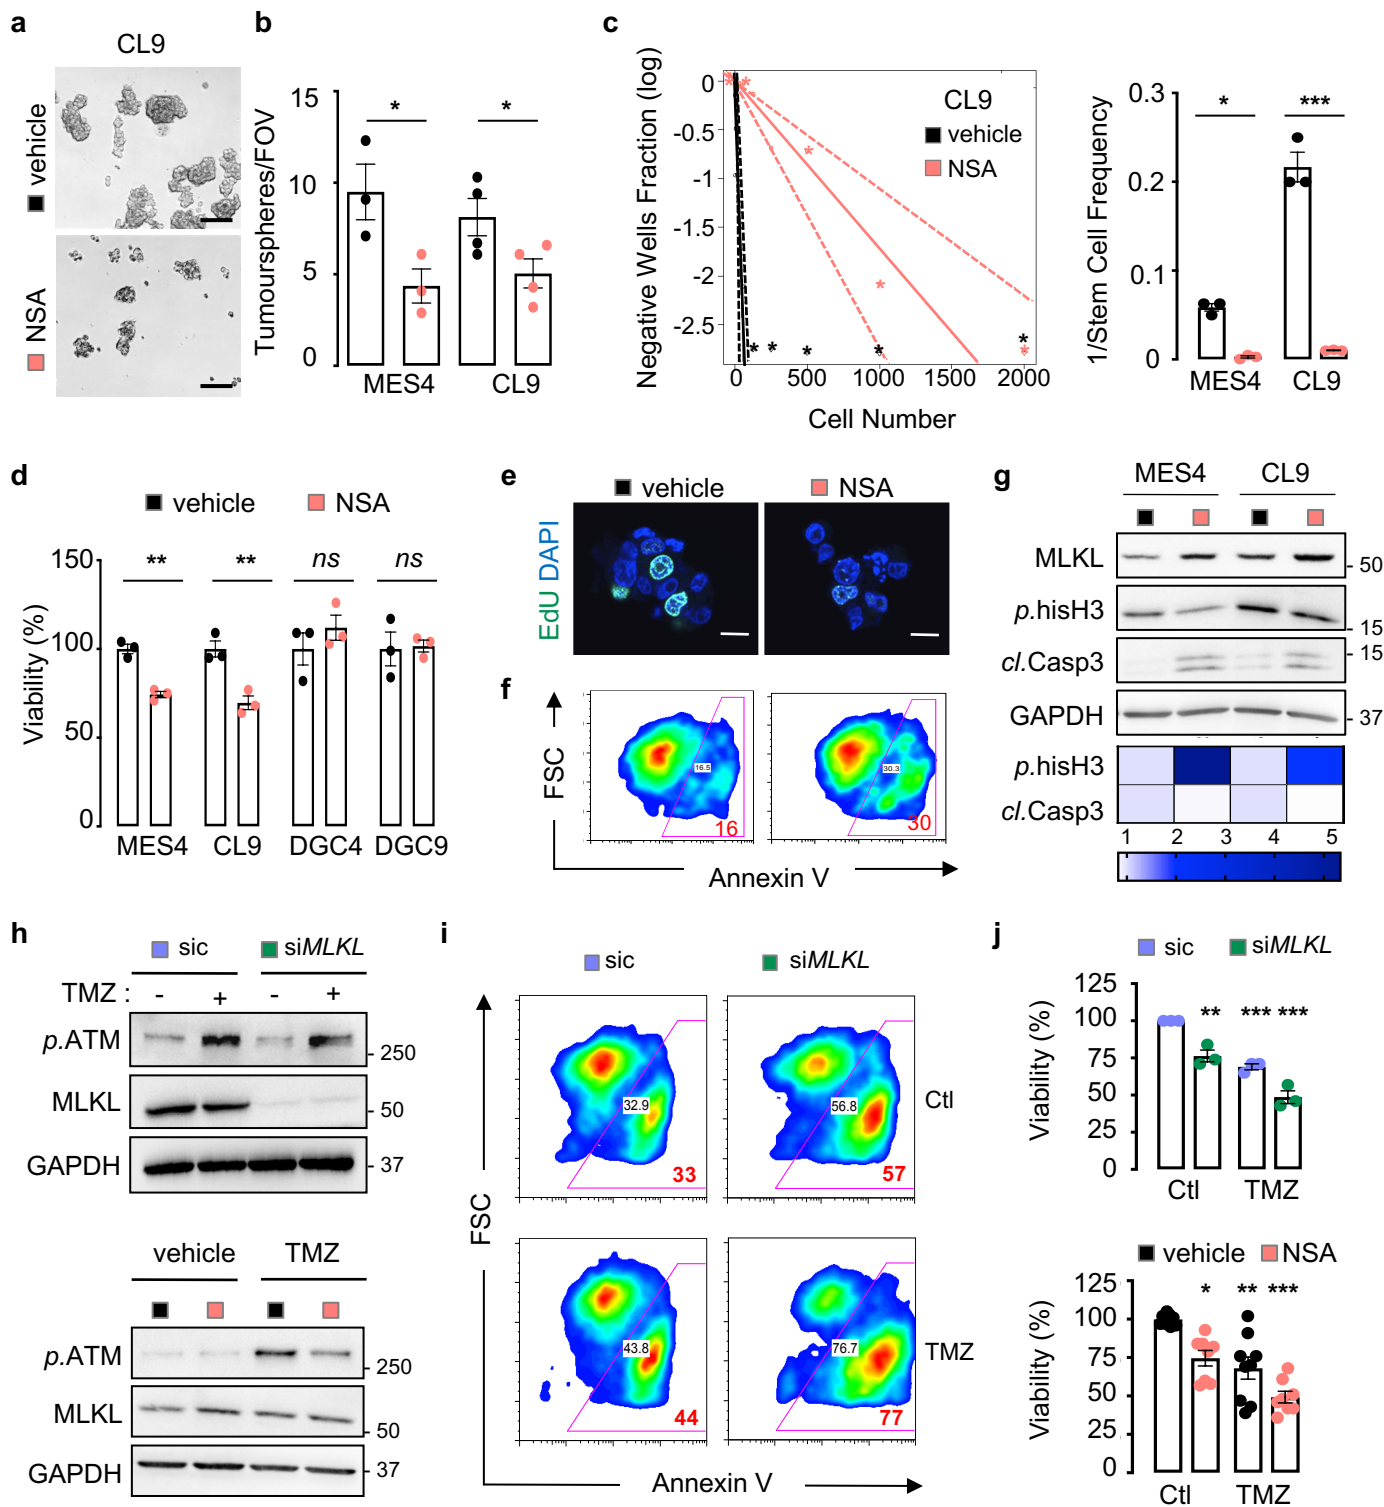 a
CL9
vehicle
NSA
b
Tumourspheres/FOV
15
10
5
0
*
*
MES4
CL9
c
Negative Wells Fraction (log)
0
-0.5
-1
-1.5
-2
-2.5
CL9
vehicle
NSA
0
500
1000
1500
2000
Cell Number
1/Stem Cell Frequency
0.3
0.2
0.1
0
*
***
MES4
CL9
d
vehicle
NSA
Viability (%)
150
100
50
0
**
**
ns
ns
MES4
CL9
DGC4
DGC9
e
vehicle
NSA
EdU DAPI
f
FSC
16.5
16
30.3
30
Annexin V
g
MES4
CL9
MLKL
- 50
p.hisH3
- 15
cl.Casp3
- 15
GAPDH
- 37
p.hisH3
cl.Casp3
1
2
3
4
5
h
sic
siMLKL
TMZ :
-
+
-
+
p.ATM
- 250
MLKL
- 50
GAPDH
- 37
vehicle
TMZ
p.ATM
- 250
MLKL
- 50
GAPDH
- 37
i
sic
siMLKL
FSC
32.9
33
56.8
57
Ctl
43.8
44
76.7
77
TMZ
Annexin V
j
sic
siMLKL
Viability (%)
125
100
75
50
25
0
**
***
***
Ctl
TMZ
vehicle
NSA
Viability (%)
125
100
75
50
25
0
*
**
***
Ctl
TMZ